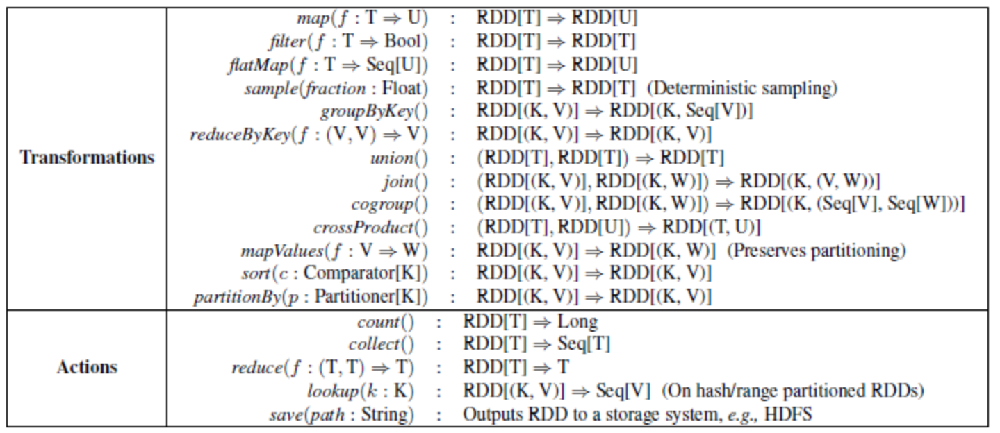 map(f : T ⇒ U) : RDD[T] ⇒ RDD[U]
filter(f : T ⇒ Bool) : RDD[T] ⇒ RDD[T]
flatMap(f : T ⇒ Seq[U]) : RDD[T] ⇒ RDD[U]
sample(fraction : Float) : RDD[T] ⇒ RDD[T] (Deterministic sampling)
groupByKey() : RDD[(K, V)] ⇒ RDD[(K, Seq[V])]
reduceByKey(f : (V, V) ⇒ V) : RDD[(K, V)] ⇒ RDD[(K, V)]
Transformations union() : (RDD[T], RDD[T]) ⇒ RDD[T]
join() : (RDD[(K, V)], RDD[(K, W)]) ⇒ RDD[(K, (V, W))]
cogroup() : (RDD[(K, V)], RDD[(K, W)]) ⇒ RDD[(K, (Seq[V], Seq[W]))]
crossProduct() : (RDD[T], RDD[U]) ⇒ RDD[(T, U)]
mapValues(f : V ⇒ W) : RDD[(K, V)] ⇒ RDD[(K, W)] (Preserves partitioning)
sort(c : Comparator[K]) : RDD[(K, V)] ⇒ RDD[(K, V)]
partitionBy(p : Partitioner[K]) : RDD[(K, V)] ⇒ RDD[(K, V)]
count() : RDD[T] ⇒ Long
collect() : RDD[T] ⇒ Seq[T]
Actions reduce(f : (T, T) ⇒ T) : RDD[T] ⇒ T
lookup(k : K) : RDD[(K, V)] ⇒ Seq[V] (On hash/range partitioned RDDs)
save(path : String) : Outputs RDD to a storage system, e.g., HDFS